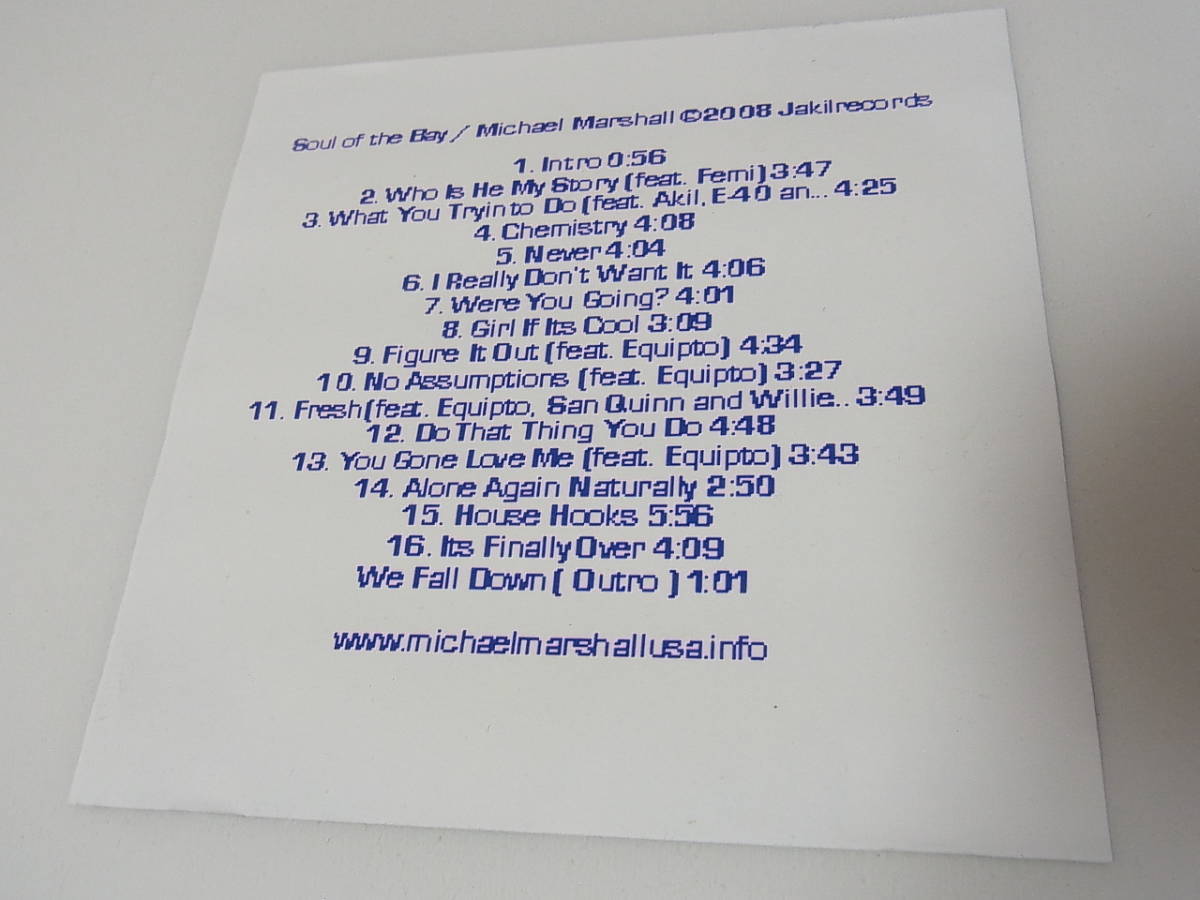 Soul of the Bay / Michael Marshall ©2008 Jakilrecords
1. Intro 0:56
2. Who Is He My Story (feat. Femi) 3:47
3. What You Tryin to Do (feat. Akil, E-40 an... 4:25
4. Chemistry 4:08
5. Never 4:04
6. I Really Don't Want It 4:06
7. Were You Going? 4:01
8. Girl If Its Cool 3:09
9. Figure It Out (feat. Equipto) 4:34
10. No Assumptions (feat. Equipto) 3:27
11. Fresh (feat. Equipto, San Quinn and Willie... 3:49
12. Do That Thing You Do 4:48
13. You Gone Love Me (feat. Equipto) 3:43
14. Alone Again Naturally 2:50
15. House Hooks 5:56
16. Its Finally Over 4:09
We Fall Down ( Outro ) 1:01
www.michaelmarshallusa.info